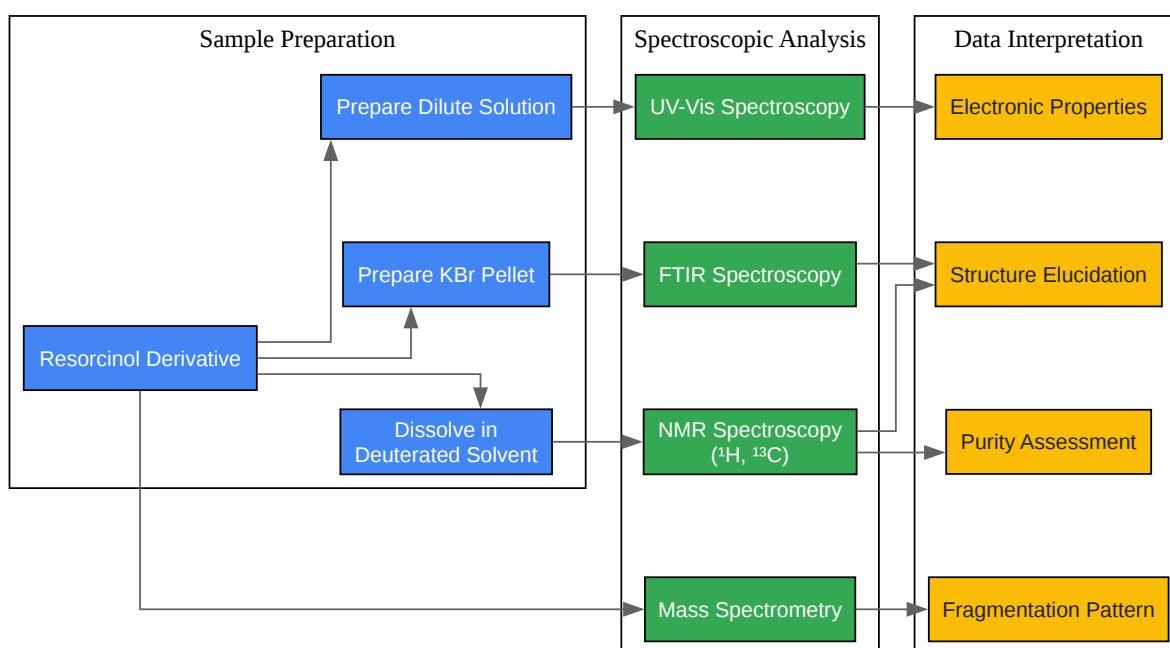 Sample Preparation
Spectroscopic Analysis
Data Interpretation
Prepare Dilute Solution
UV-Vis Spectroscopy
Electronic Properties
Prepare KBr Pellet
FTIR Spectroscopy
Structure Elucidation
Resorcinol Derivative
Dissolve in
Deuterated Solvent
NMR Spectroscopy
(¹H, ¹³C)
Purity Assessment
Mass Spectrometry
Fragmentation Pattern